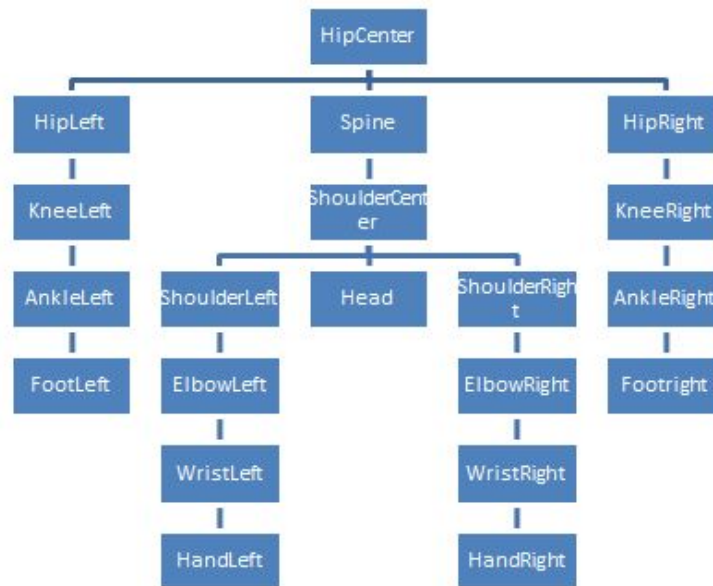 HipCenter
HipLeft
Spine
HipRight
KneeLeft
ShoulderCent
er
KneeRight
AnkleLeft
ShoulderLeft
Head
ShoulderRigh
t
AnkleRight
FootLeft
ElbowLeft
ElbowRight
Footright
WristLeft
WristRight
HandLeft
HandRight